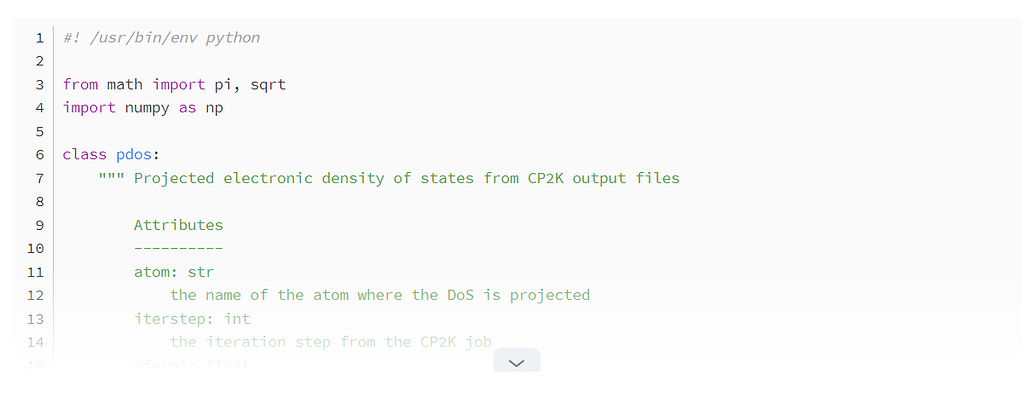 1 #! /usr/bin/env python
2
3 from math import pi, sqrt
4 import numpy as np
5
6 class pdos:
7     """ Projected electronic density of states from CP2K output files
8
9         Attributes
10         ----------
11         atom: str
12             the name of the atom where the DoS is projected
13         iterstep: int
14             the iteration step from the CP2K job
15         efermi: float